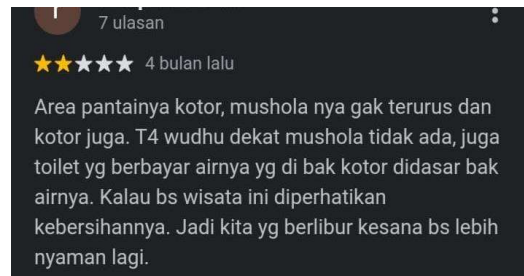 7 ulasan
4 bulan lalu
Area pantainya kotor, mushola nya gak terurus dan
kotor juga. T4 wudhu dekat mushola tidak ada, juga
toilet yg berbayar airnya yg di bak kotor didasar bak
airnya. Kalau bs wisata ini diperhatikan
kebersihannya. Jadi kita yg berlibur kesana bs lebih
nyaman lagi.